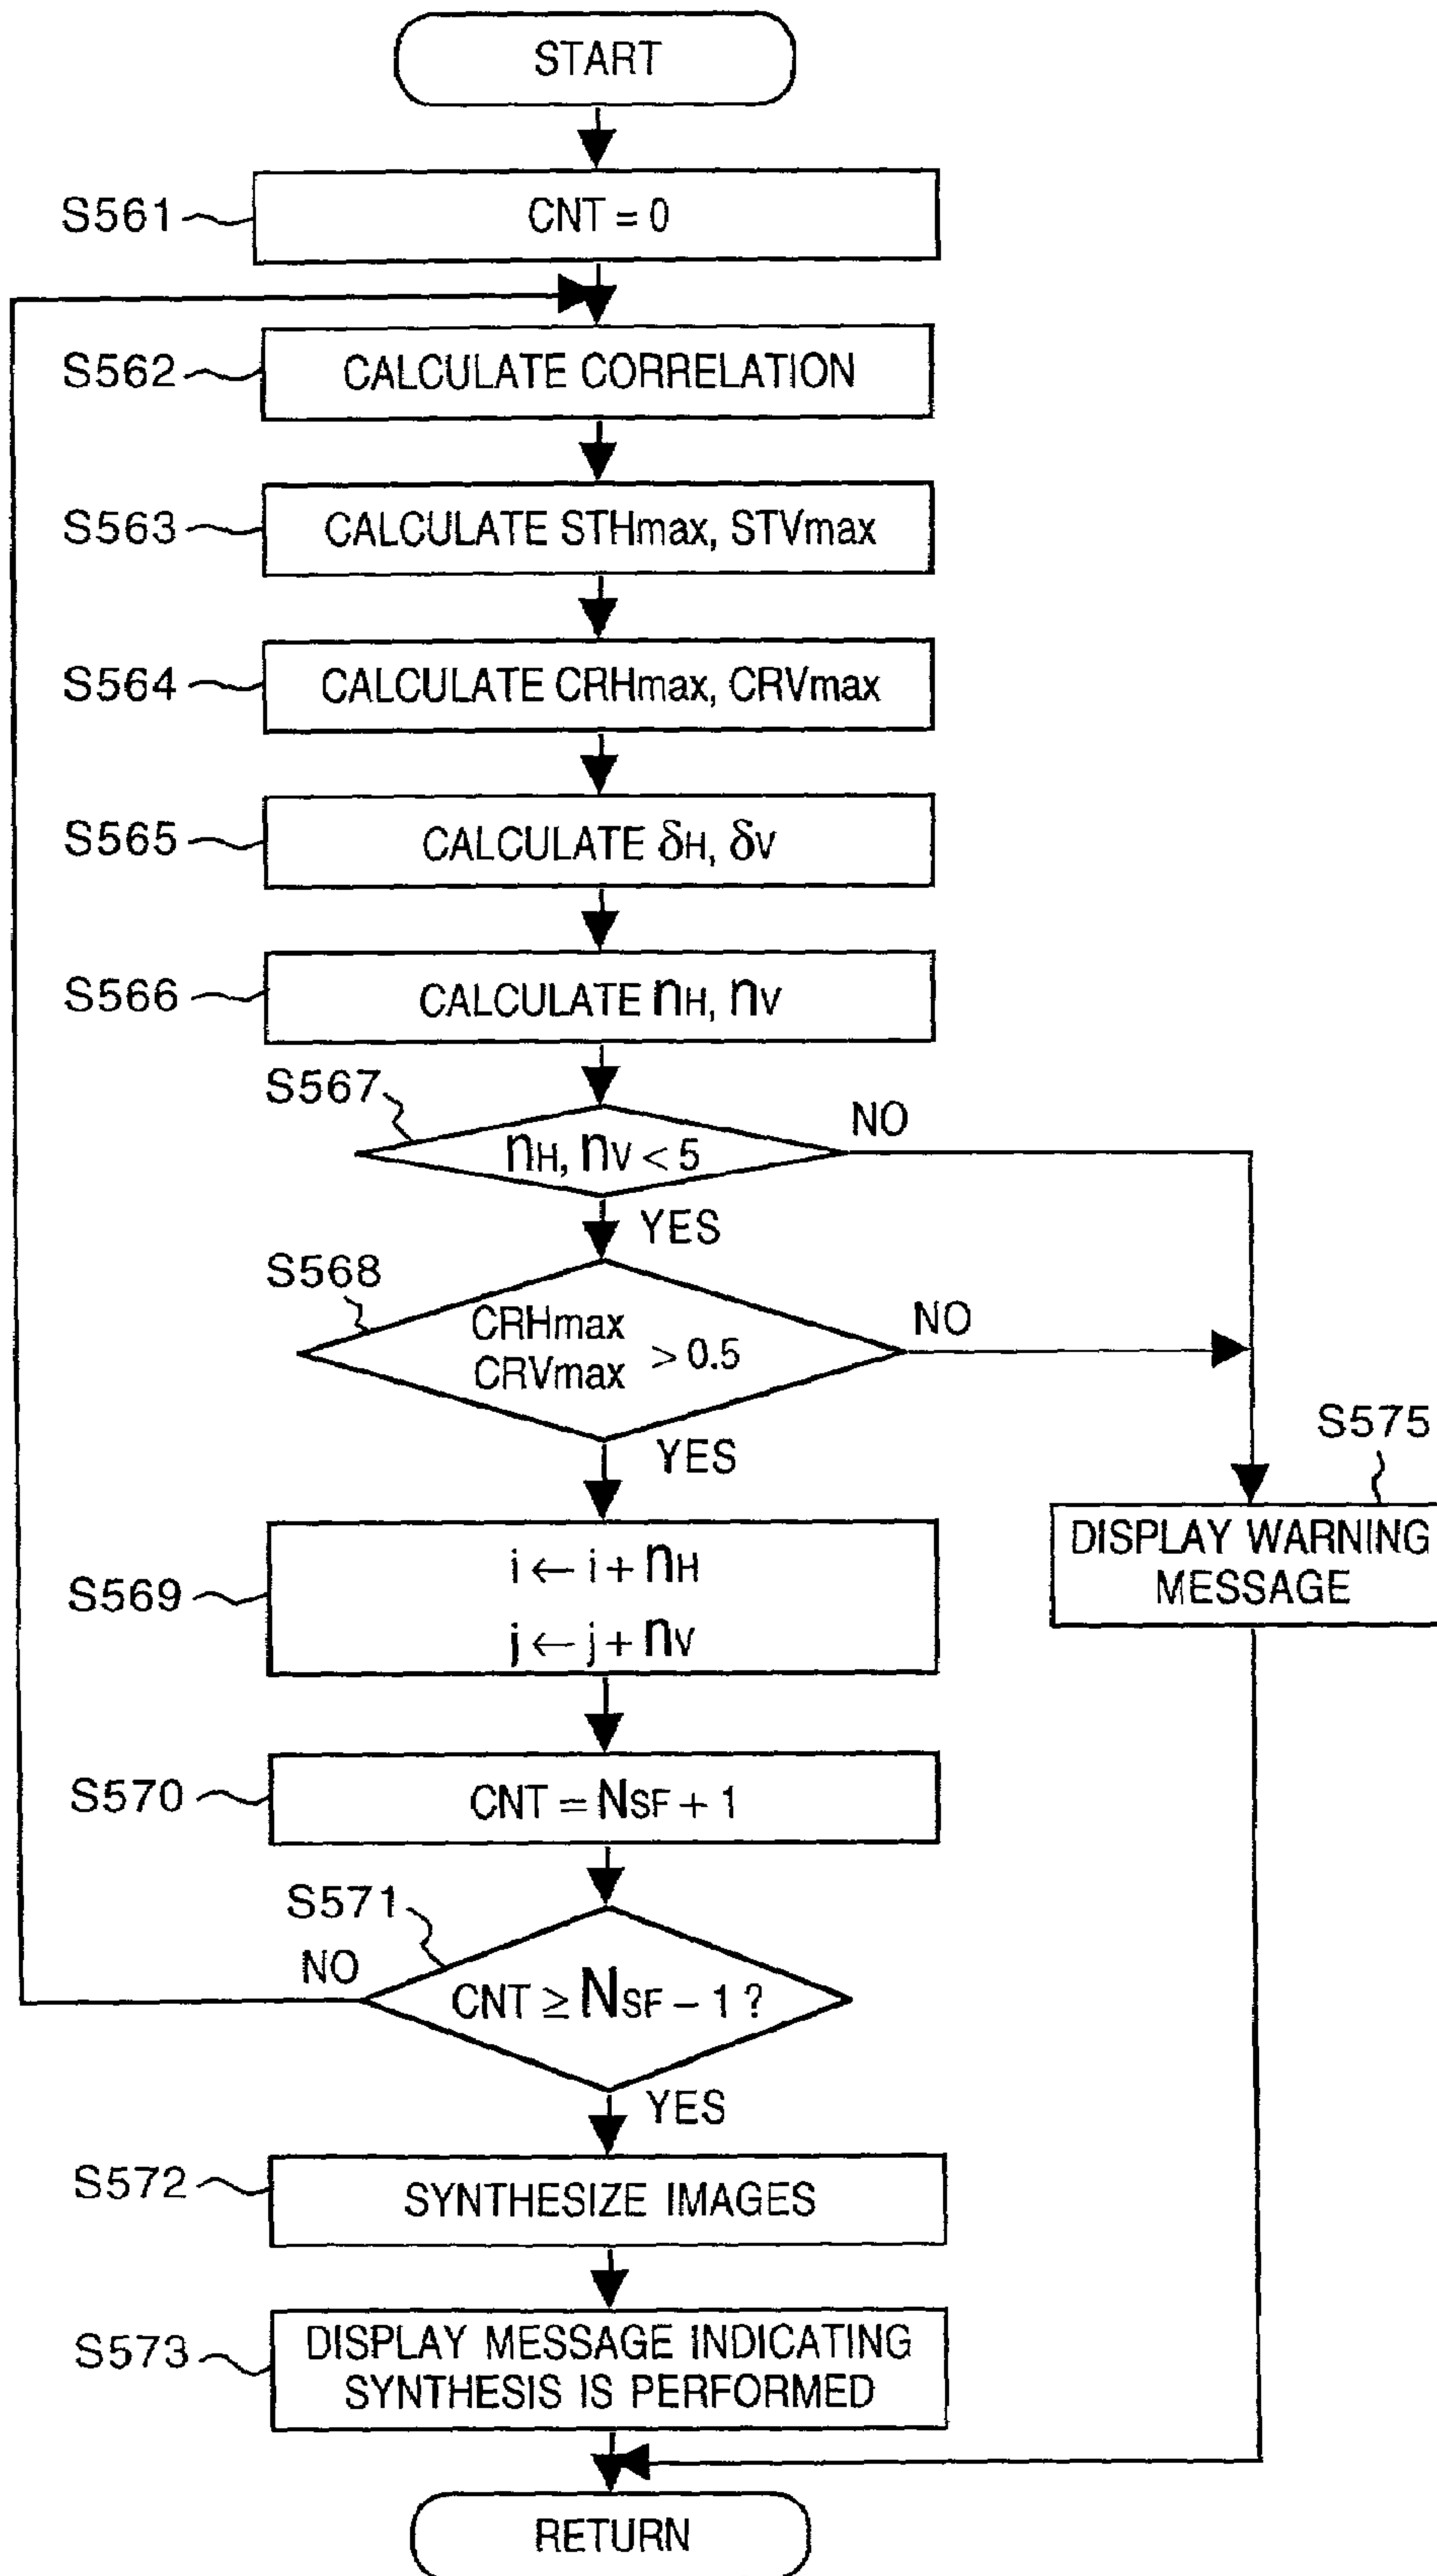 START
S561
CNT = 0
S562
CALCULATE CORRELATION
S563
CALCULATE STHmax, STVmax
S564
CALCULATE CRHmax, CRVmax
S565
CALCULATE δH, δV
S566
CALCULATE nH, nV
S567
nH, nV < 5
NO
YES
S568
CRHmax
CRVmax > 0.5
NO
YES
S575
DISPLAY WARNING
MESSAGE
S569
i ← i + nH
j ← j + nV
S570
CNT = NSF + 1
S571
NO
CNT ≥ NSF − 1 ?
YES
S572
SYNTHESIZE IMAGES
S573
DISPLAY MESSAGE INDICATING
SYNTHESIS IS PERFORMED
RETURN